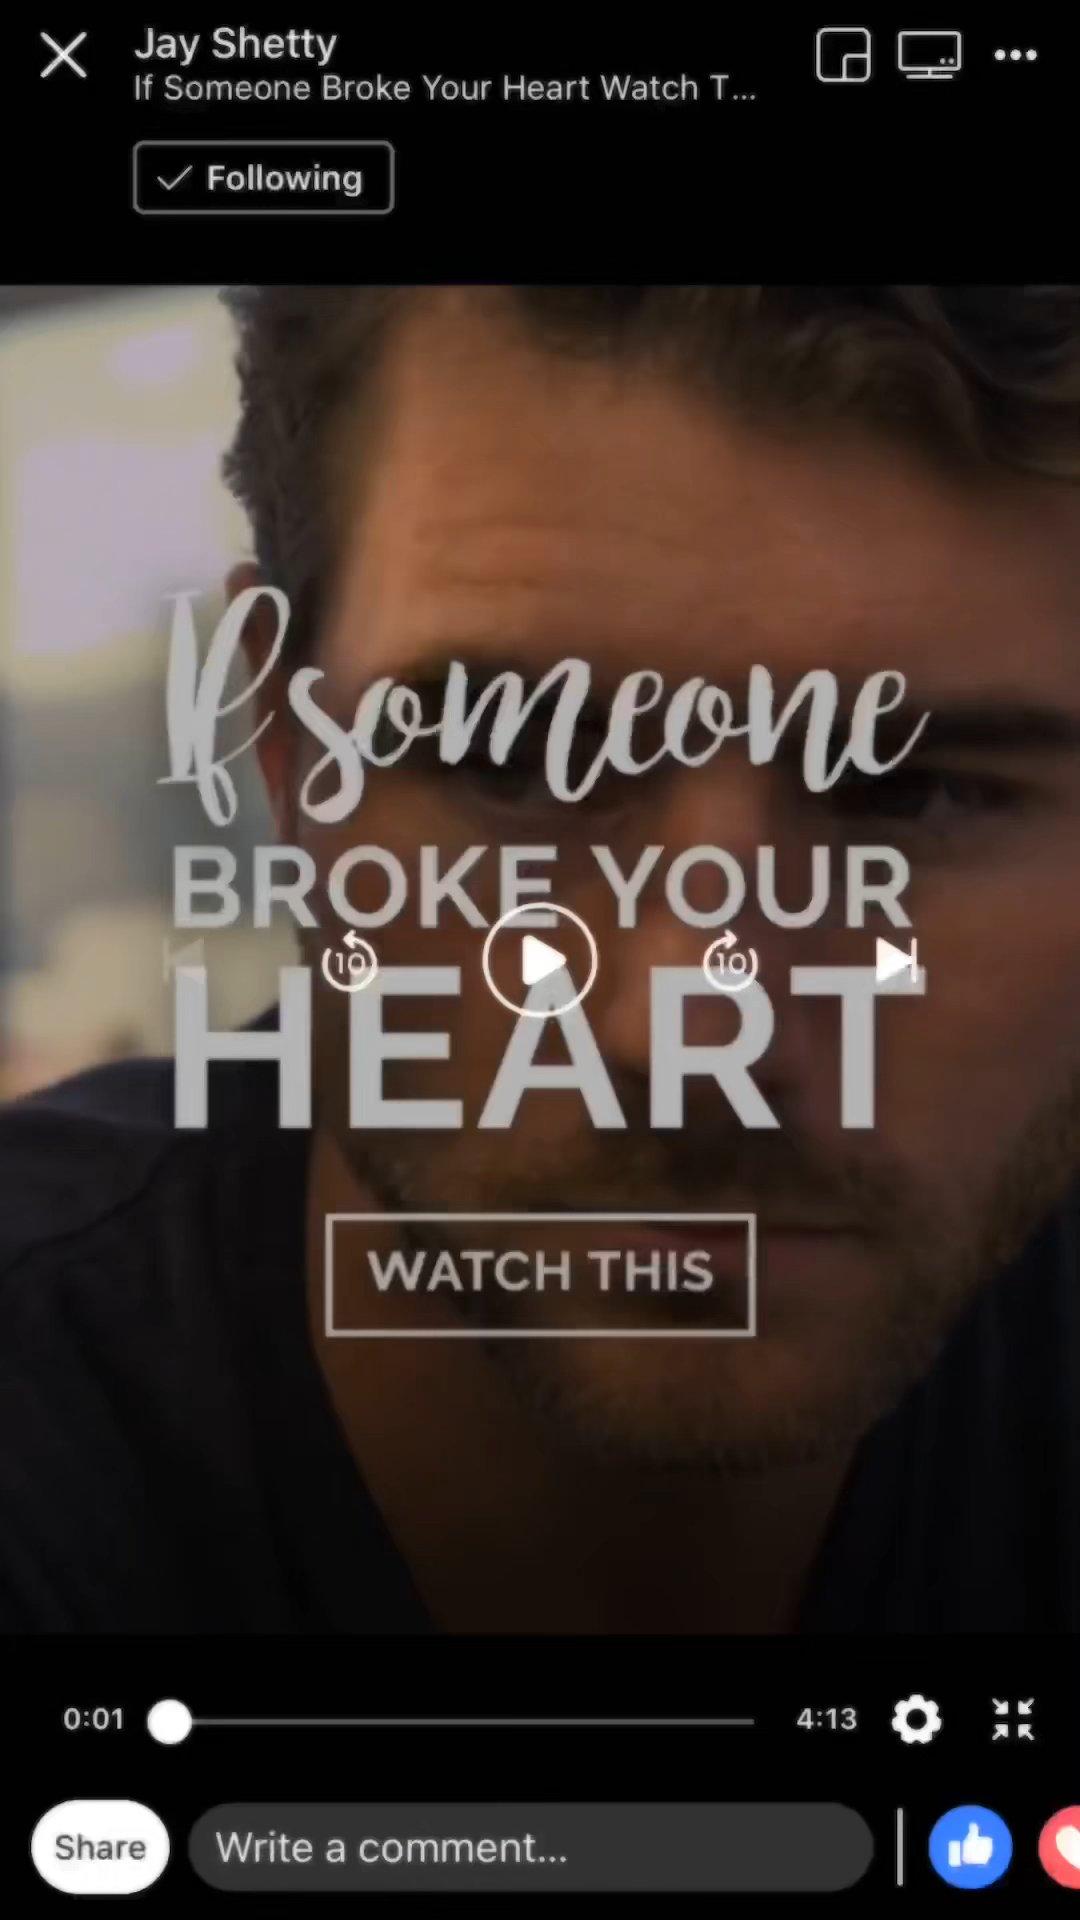 Jay Shetty
If Someone Broke Your Heart Watch T...
Following
If someone
BROKE YOUR
HEART
10
10
WATCH THIS
0:01
4:13
Share
Write a comment...